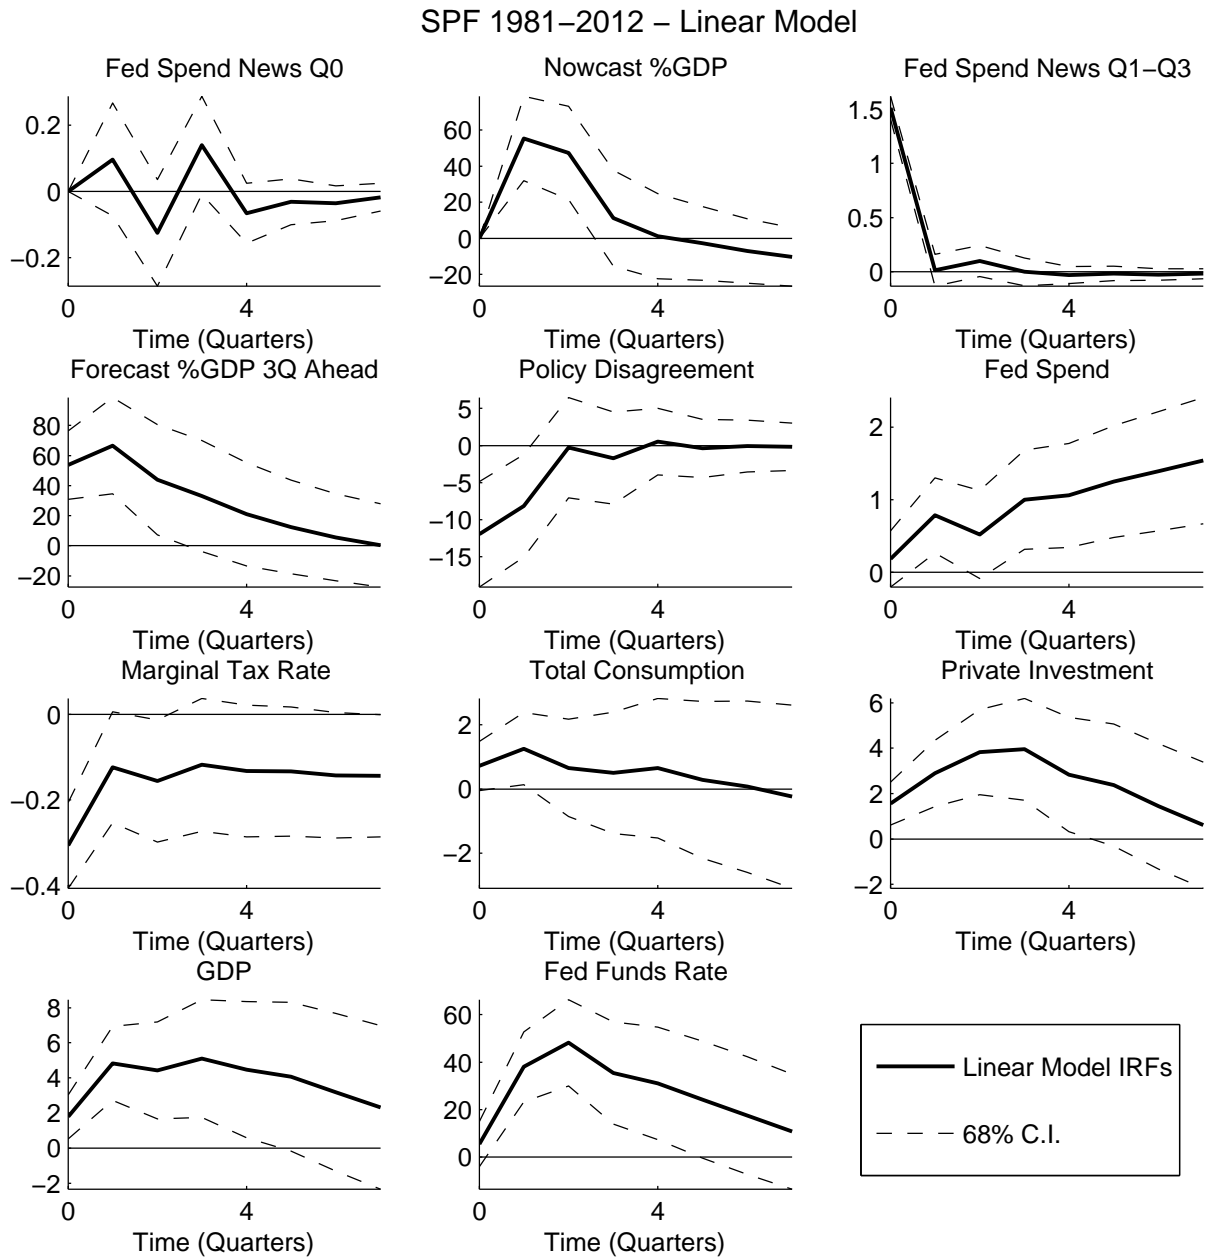 SPF 1981−2012 − Linear Model
Fed Spend News Q0
0.2
0
−0.2
0
4
Time (Quarters)
Nowcast %GDP
60
40
20
0
−20
0
4
Time (Quarters)
Fed Spend News Q1−Q3
1.5
1
0.5
0
0
4
Time (Quarters)
Forecast %GDP 3Q Ahead
80
60
40
20
0
−20
0
4
Time (Quarters)
Policy Disagreement
5
0
−5
−10
−15
0
4
Time (Quarters)
Fed Spend
2
1
0
0
4
Time (Quarters)
Marginal Tax Rate
0
−0.2
−0.4
0
4
Time (Quarters)
Total Consumption
2
0
−2
0
4
Time (Quarters)
Private Investment
6
4
2
0
−2
0
4
Time (Quarters)
GDP
8
6
4
2
0
−2
0
4
Time (Quarters)
Fed Funds Rate
60
40
20
0
0
4
Time (Quarters)
Linear Model IRFs
68% C.I.